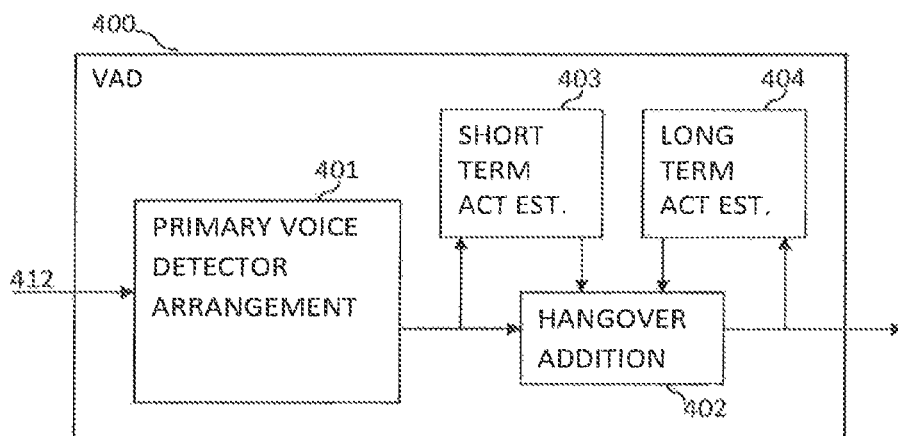 400
VAD
403
404
SHORT
TERM
ACT EST.
LONG
TERM
ACT EST.
401
PRIMARY VOICE
DETECTOR
ARRANGEMENT
412
HANGOVER
ADDITION
402